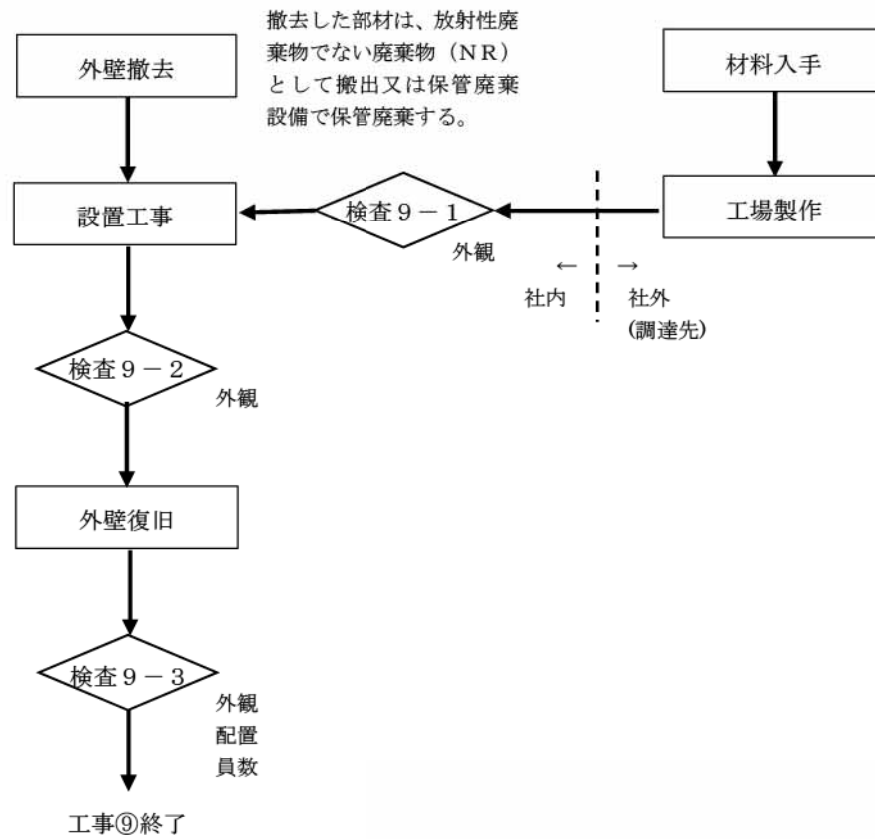 撤去した部材は、放射性廃
棄物でない廃棄物（ＮＲ）
として搬出又は保管廃棄
設備で保管廃棄する。
外壁撤去
材料入手
設置工事
検査９－１
外観
工場製作
← →
社内 社外
(調達先)
検査９－２
外観
外壁復旧
検査９－３
外観
配置
員数
工事⑨終了